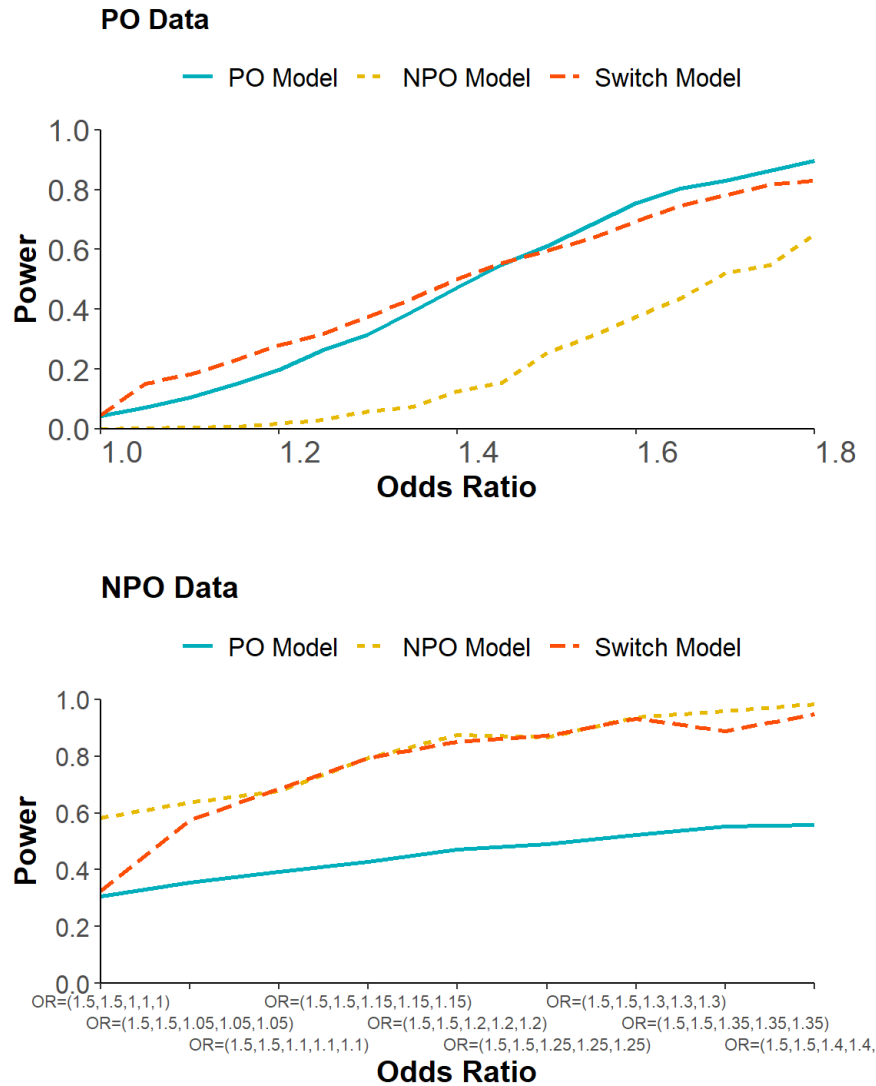 PO Data
PO Model NPO Model Switch Model
1.0
0.8
0.6
0.4
0.2
0.0
Power
1.0 1.2 1.4 1.6 1.8
Odds Ratio
NPO Data
PO Model NPO Model Switch Model
1.0
0.8
0.6
0.4
0.2
0.0
Power
OR=(1.5,1.5,1,1,1) OR=(1.5,1.5,1.15,1.15,1.15) OR=(1.5,1.5,1.3,1.3,1.3)
OR=(1.5,1.5,1.05,1.05,1.05) OR=(1.5,1.5,1.2,1.2,1.2) OR=(1.5,1.5,1.35,1.35,1.35)
OR=(1.5,1.5,1.1,1.1,1.1) OR=(1.5,1.5,1.25,1.25,1.25) OR=(1.5,1.5,1.4,1.4,
Odds Ratio